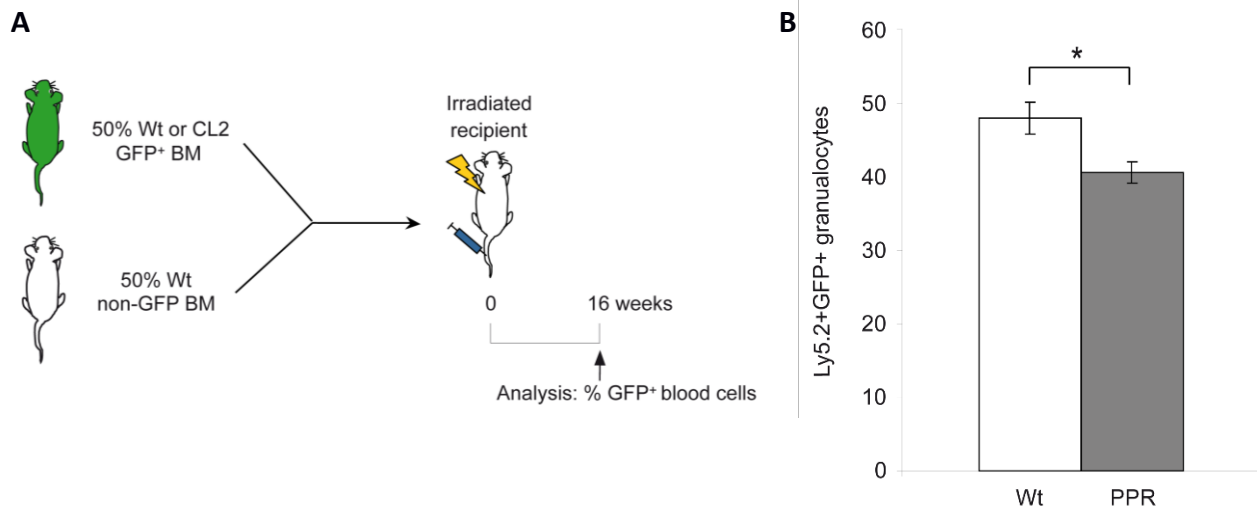 A
50% Wt or CL2
GFP⁺ BM
50% Wt
non-GFP BM
Irradiated
recipient
0 16 weeks
Analysis: % GFP⁺ blood cells
B
Ly5.2+GFP+ granualocytes
60
50
40
30
20
10
0
*
Wt PPR